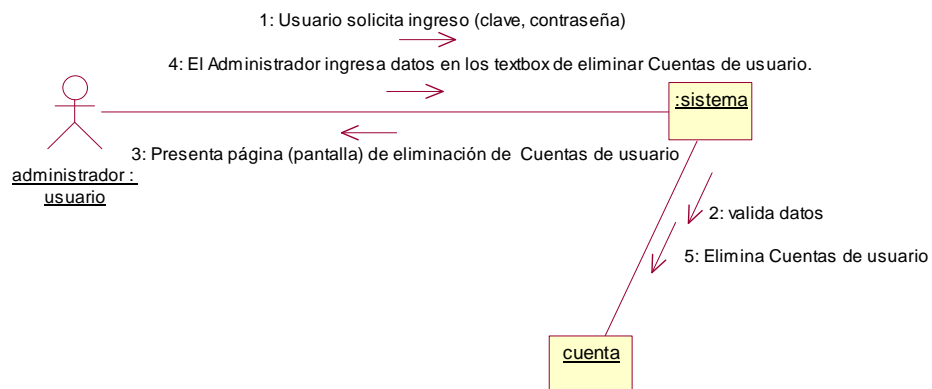 1: Usuario solicita ingreso (clave, contraseña)
4: El Administrador ingresa datos en los textbox de eliminar Cuentas de usuario.
:sistema
3: Presenta página (pantalla) de eliminación de Cuentas de usuario
administrador :
usuario
2: valida datos
5: Elimina Cuentas de usuario
cuenta